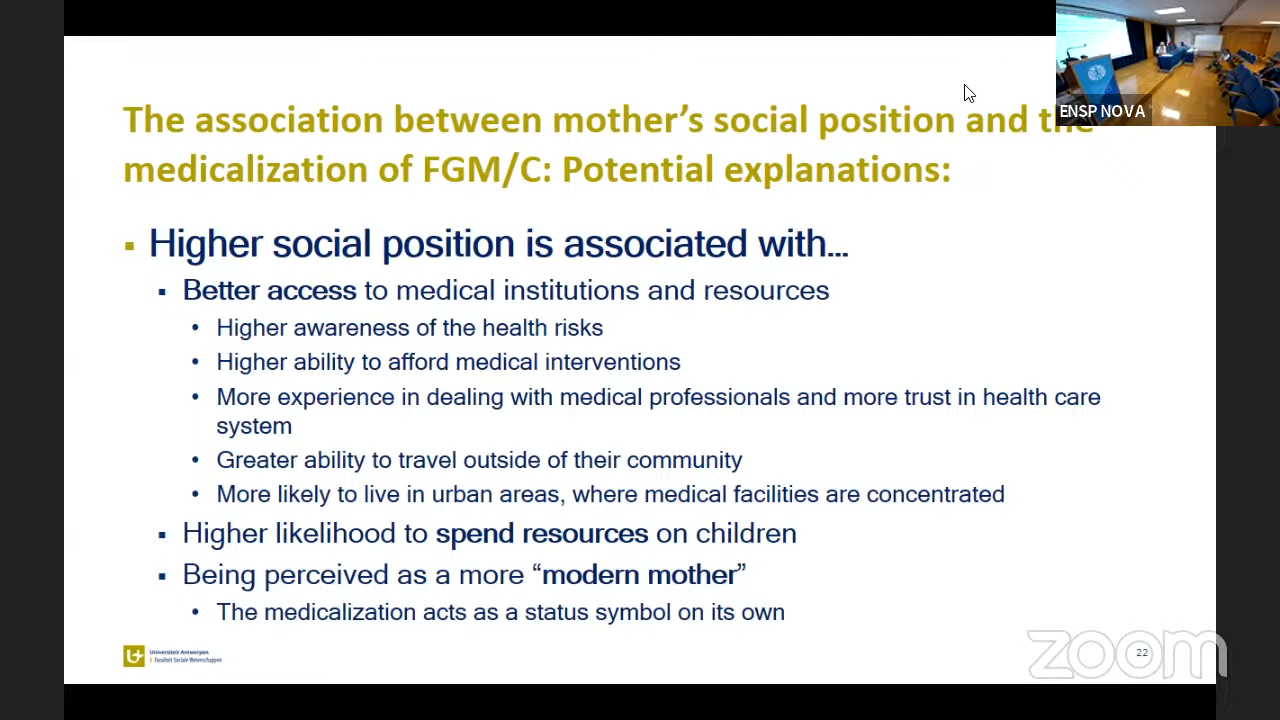 The association between mother's social position and the
medicalization of FGM/C: Potential explanations:
ENSP NOVA
▪ Higher social position is associated with...
▪ Better access to medical institutions and resources
• Higher awareness of the health risks
• Higher ability to afford medical interventions
• More experience in dealing with medical professionals and more trust in health care
system
• Greater ability to travel outside of their community
• More likely to live in urban areas, where medical facilities are concentrated
▪ Higher likelihood to spend resources on children
▪ Being perceived as a more “modern mother”
• The medicalization acts as a status symbol on its own
Universiteit Antwerpen
| Faculteit Sociale Wetenschappen
zoom
22